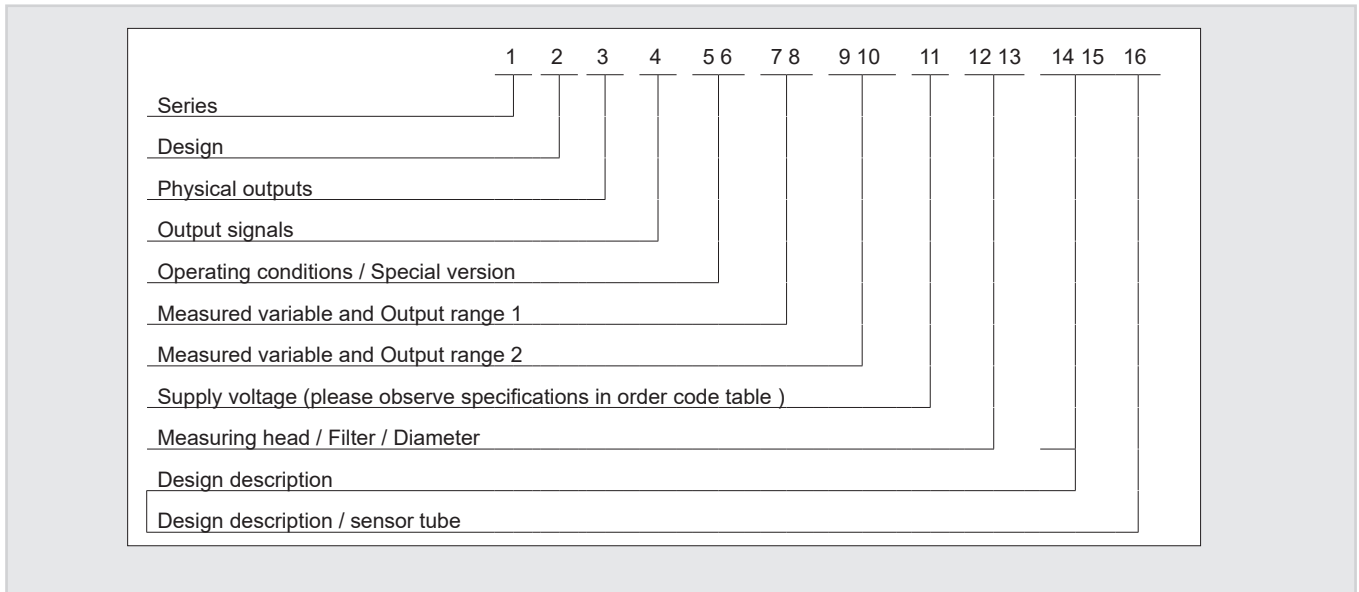 1 2 3 4 5 6 7 8 9 10 11 12 13 14 15 16
Series
Design
Physical outputs
Output signals
Operating conditions / Special version
Measured variable and Output range 1
Measured variable and Output range 2
Supply voltage (please observe specifications in order code table )
Measuring head / Filter / Diameter
Design description
Design description / sensor tube